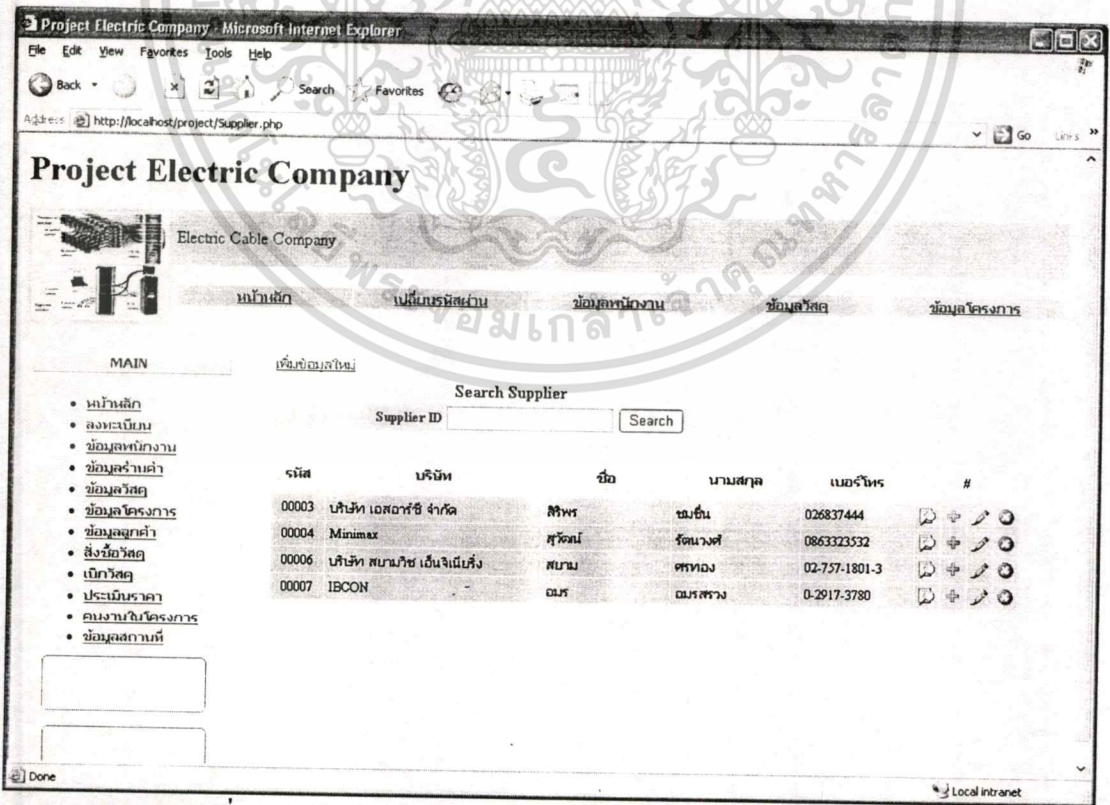 Project Electric Company - Microsoft Internet Explorer
File Edit View Favorites Tools Help
Back Search Favorites
Address http://localhost/project/Supplier.php Go Links »
Project Electric Company
Electric Cable Company
หน้าหลัก เปลี่ยนรหัสผ่าน ข้อมูลพนักงาน ข้อมูลวัสดุ ข้อมูลโครงการ
MAIN
• หน้าหลัก
• ลงทะเบียน
• ข้อมูลพนักงาน
• ข้อมูลร้านค้า
• ข้อมูลวัสดุ
• ข้อมูลโครงการ
• ข้อมูลลูกค้า
• สั่งซื้อวัสดุ
• เบิกวัสดุ
• ประเมินราคา
• คนงานในโครงการ
• ข้อมูลสถานที่
เพิ่มข้อมูลใหม่
Search Supplier
Supplier ID Search
รหัส บริษัท ชื่อ นามสกุล เบอร์โทร #
00003 บริษัท เอสอาร์ซี จำกัด ศิริพร ชมชื่น 026837444
00004 Minimax สุวัฒน์ รัตนวงศ์ 0863323532
00006 บริษัท สยามวิช เอ็นจิเนียริ่ง สยาม ศรทอง 02-757-1801-3
00007 IBCON อมร อมรสรวง 0-2917-3780
Done Local intranet